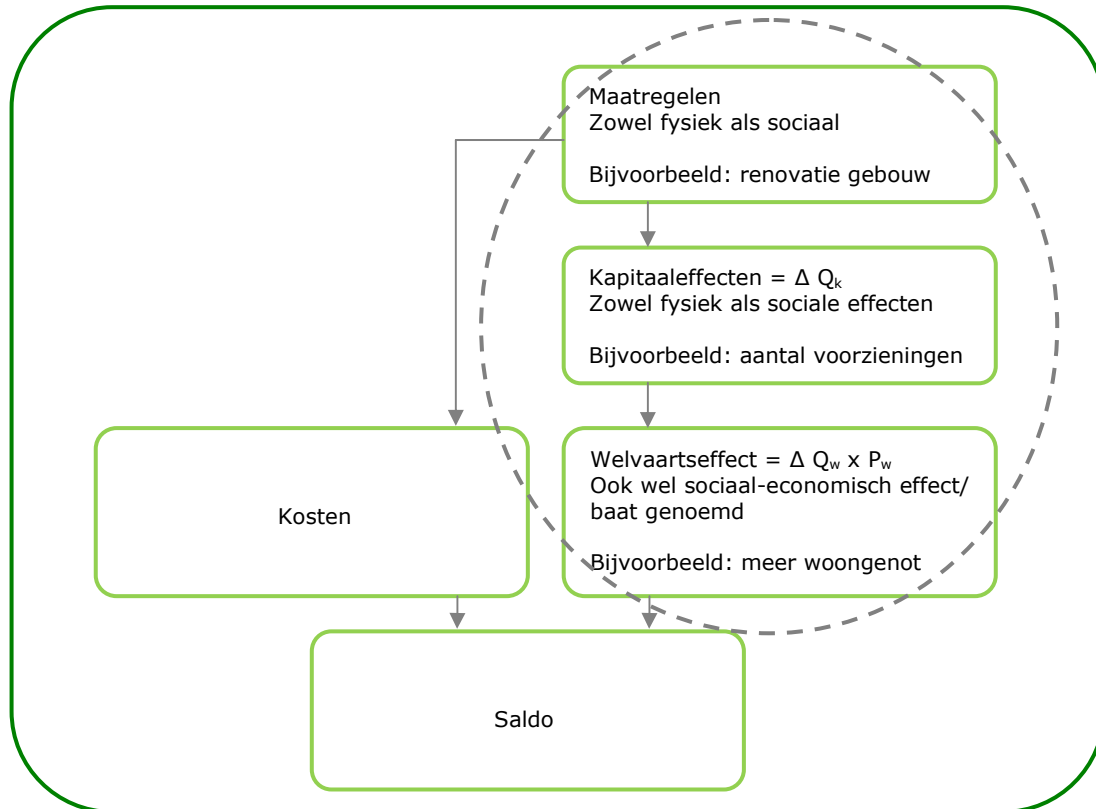 Maatregelen
Zowel fysiek als sociaal
Bijvoorbeeld: renovatie gebouw
Kapitaaleffecten = Δ Qₖ
Zowel fysiek als sociale effecten
Bijvoorbeeld: aantal voorzieningen
Welvaartseffect = Δ Q_w x P_w
Ook wel sociaal-economisch effect/
baat genoemd
Bijvoorbeeld: meer woongenot
Kosten
Saldo